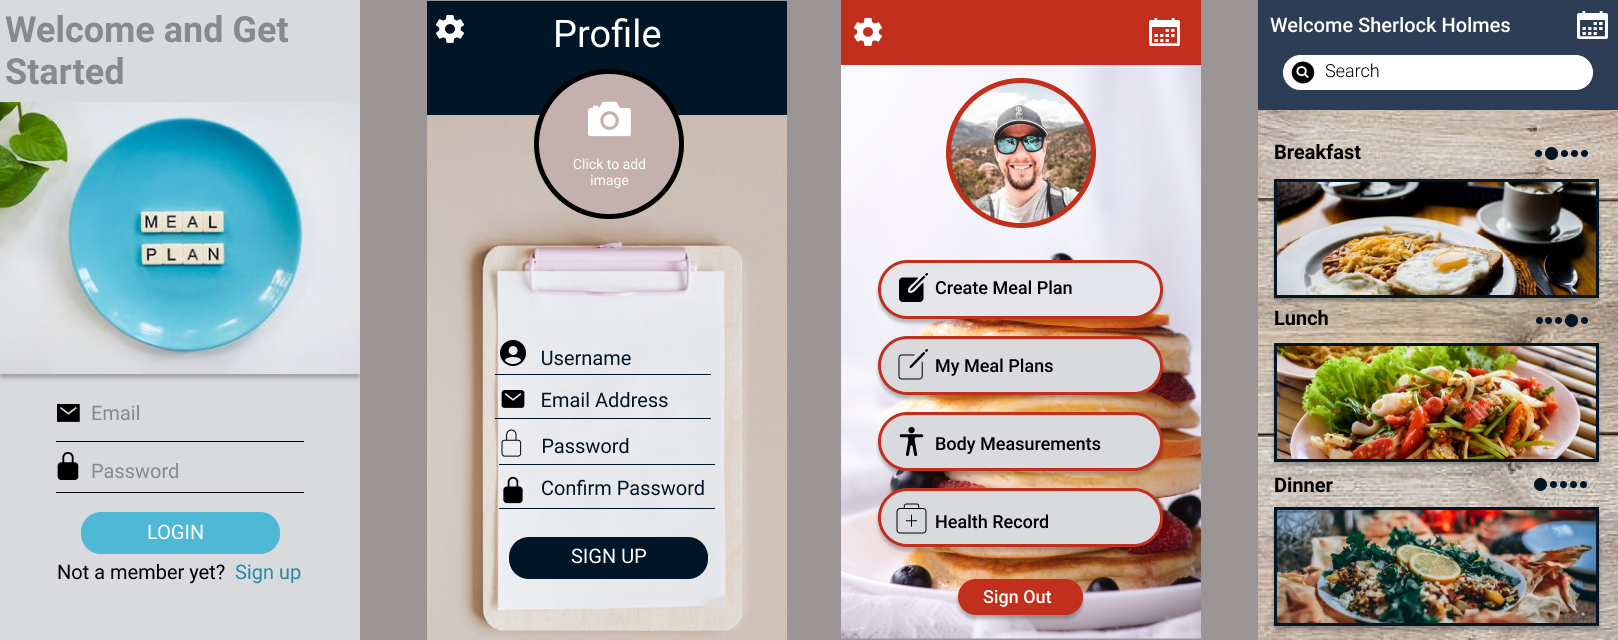 Welcome and Get
Started
MEAL
PLAN
Email
Password
LOGIN
Not a member yet? Sign up
Profile
Click to add
image
Username
Email Address
Password
Confirm Password
SIGN UP
Create Meal Plan
My Meal Plans
Body Measurements
Health Record
Sign Out
Welcome Sherlock Holmes
Search
Breakfast
Lunch
Dinner